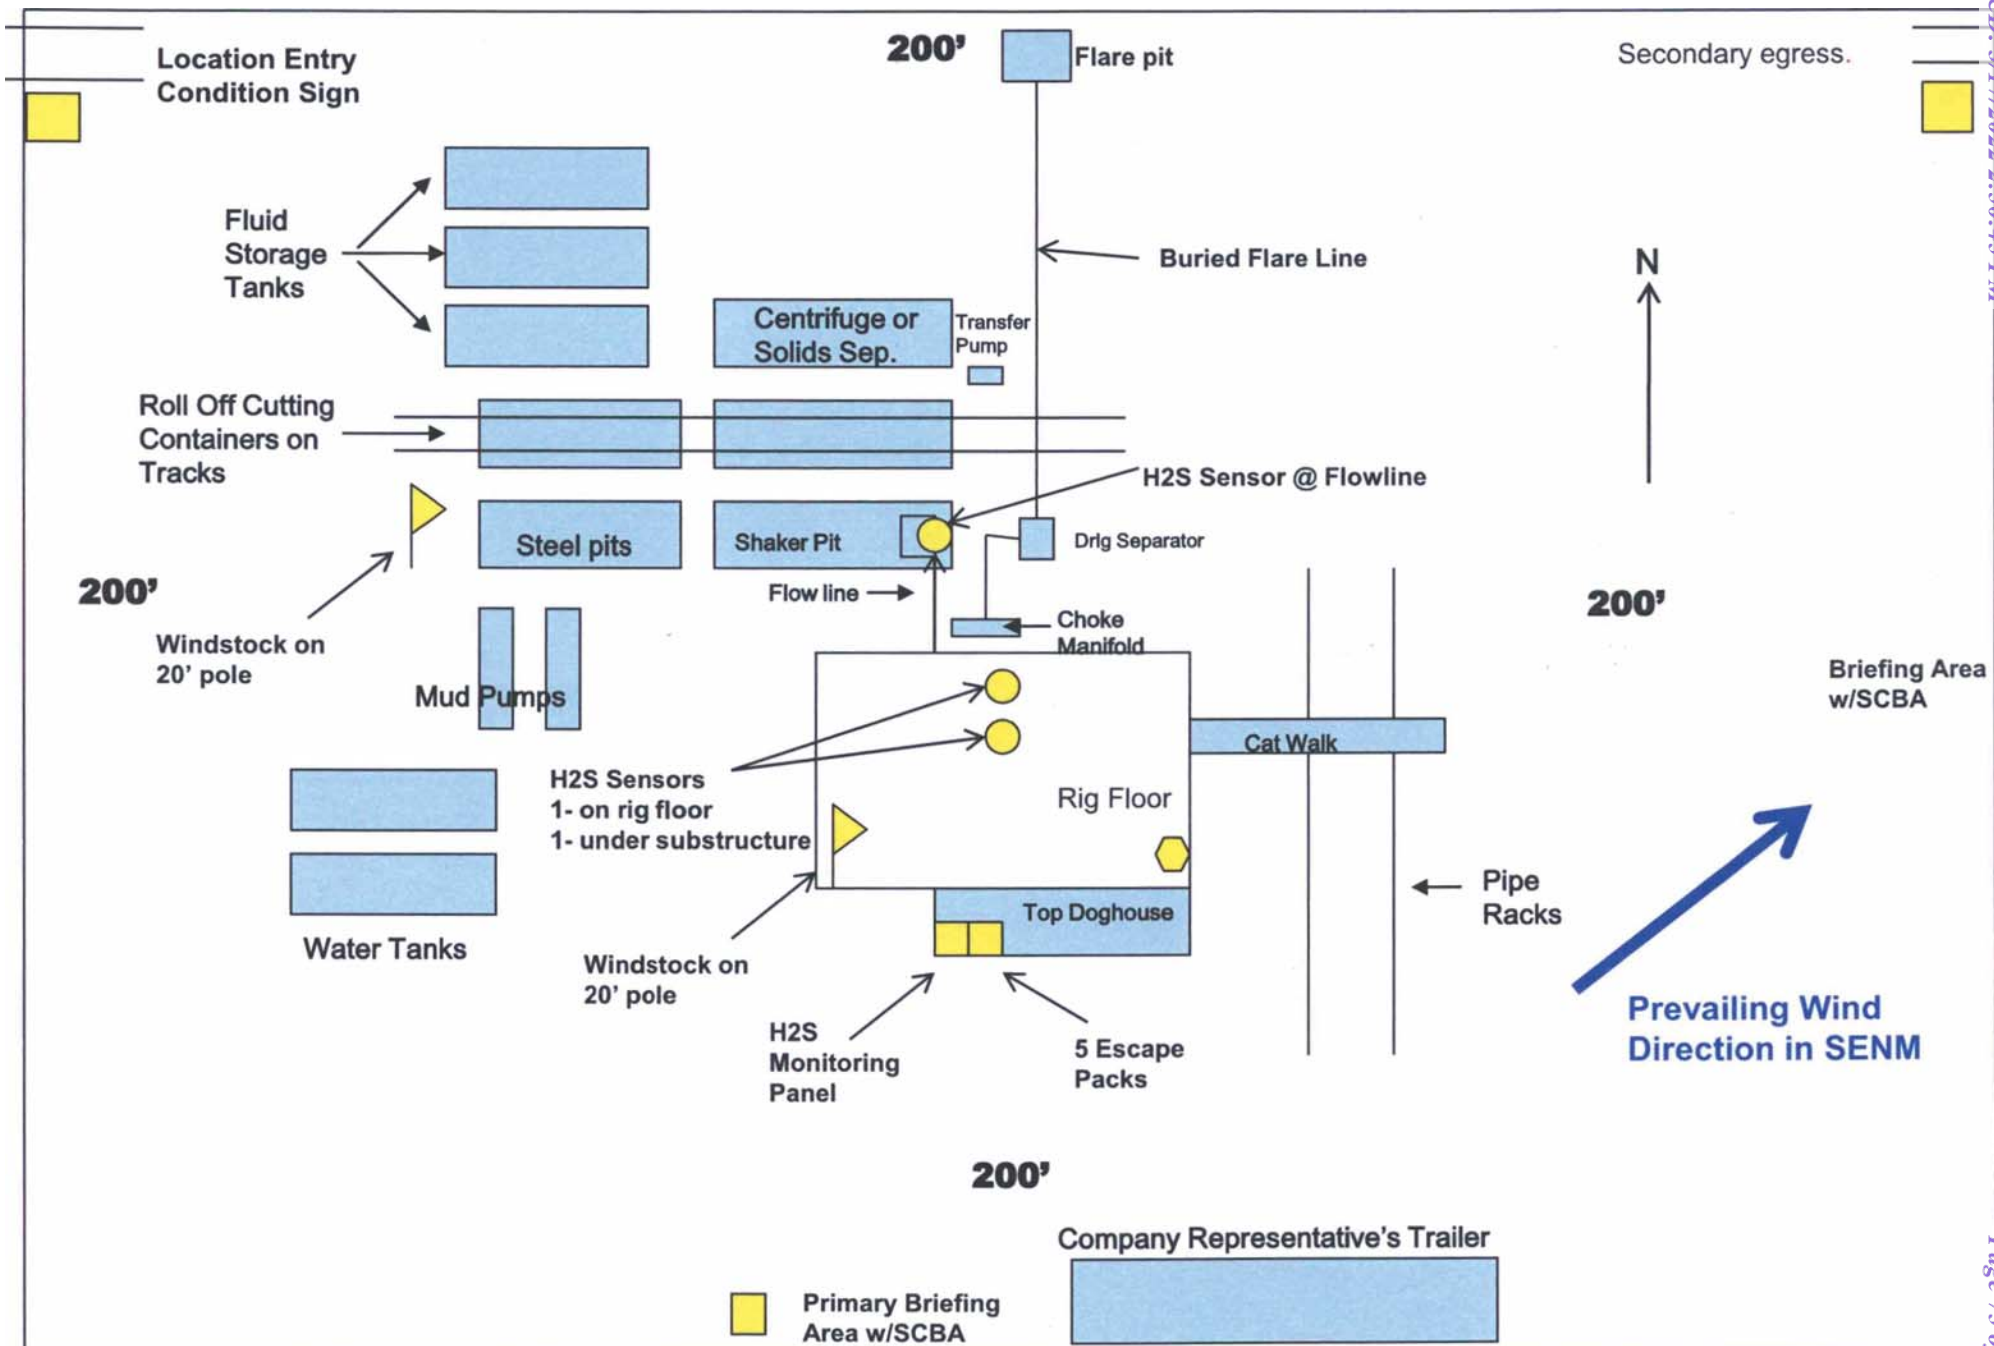 200'
Flare pit
Location Entry
Condition Sign
Secondary egress.
Fluid
Storage
Tanks
Buried Flare Line
N
Centrifuge or
Solids Sep.
Transfer
Pump
Roll Off Cutting
Containers on
Tracks
H2S Sensor @ Flowline
Steel pits
Shaker Pit
Drlg Separator
200'
Flow line
200'
Choke
Manifold
Windstock on
20' pole
Briefing Area
w/SCBA
Mud Pumps
Cat Walk
H2S Sensors
1- on rig floor
1- under substructure
Rig Floor
Pipe
Racks
Top Doghouse
Water Tanks
Windstock on
20' pole
Prevailing Wind
Direction in SENM
H2S
Monitoring
Panel
5 Escape
Packs
200'
Company Representative's Trailer
Primary Briefing
Area w/SCBA